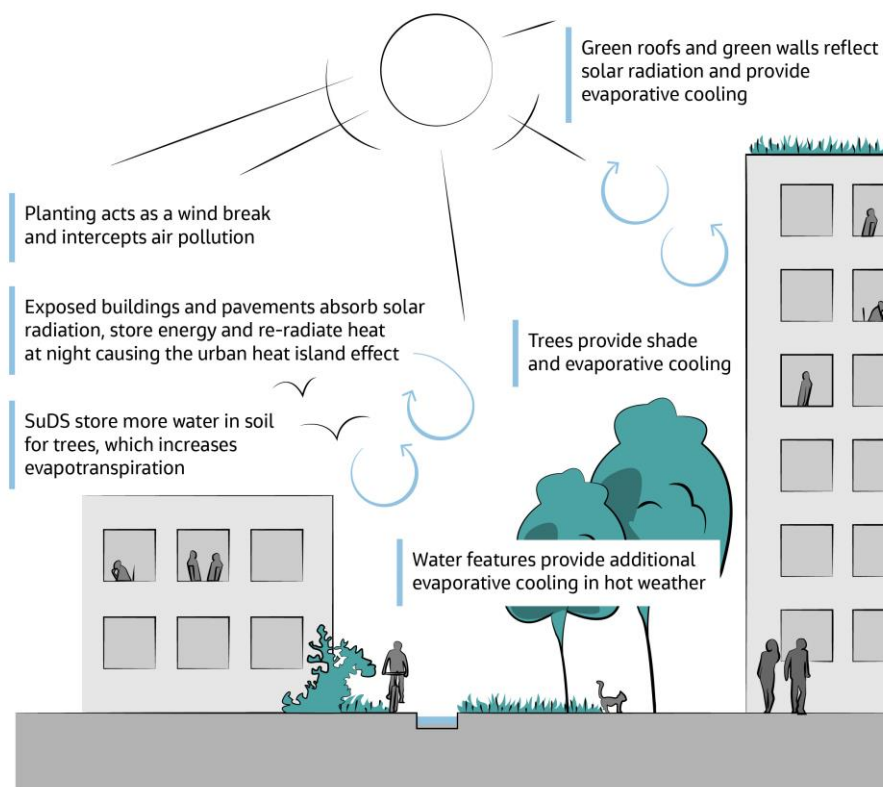 Green roofs and green walls reflect
solar radiation and provide
evaporative cooling
Planting acts as a wind break
and intercepts air pollution
Exposed buildings and pavements absorb solar
radiation, store energy and re-radiate heat
at night causing the urban heat island effect
Trees provide shade
and evaporative cooling
SuDS store more water in soil
for trees, which increases
evapotranspiration
Water features provide additional
evaporative cooling in hot weather